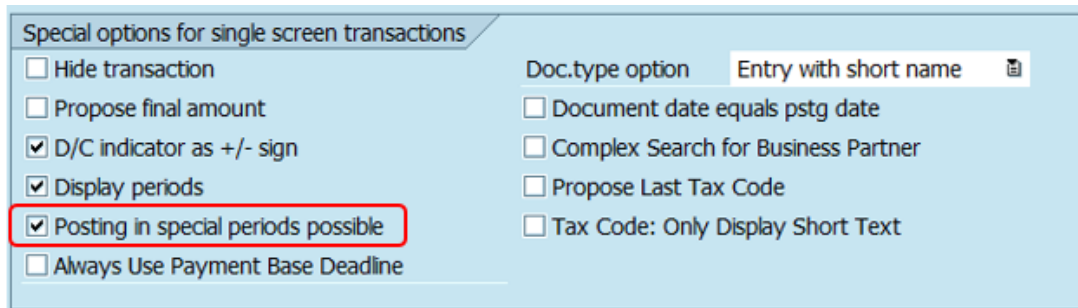 Special options for single screen transactions
Hide transaction
Propose final amount
D/C indicator as +/- sign
Display periods
Posting in special periods possible
Always Use Payment Base Deadline
Doc.type option Entry with short name
Document date equals pstg date
Complex Search for Business Partner
Propose Last Tax Code
Tax Code: Only Display Short Text